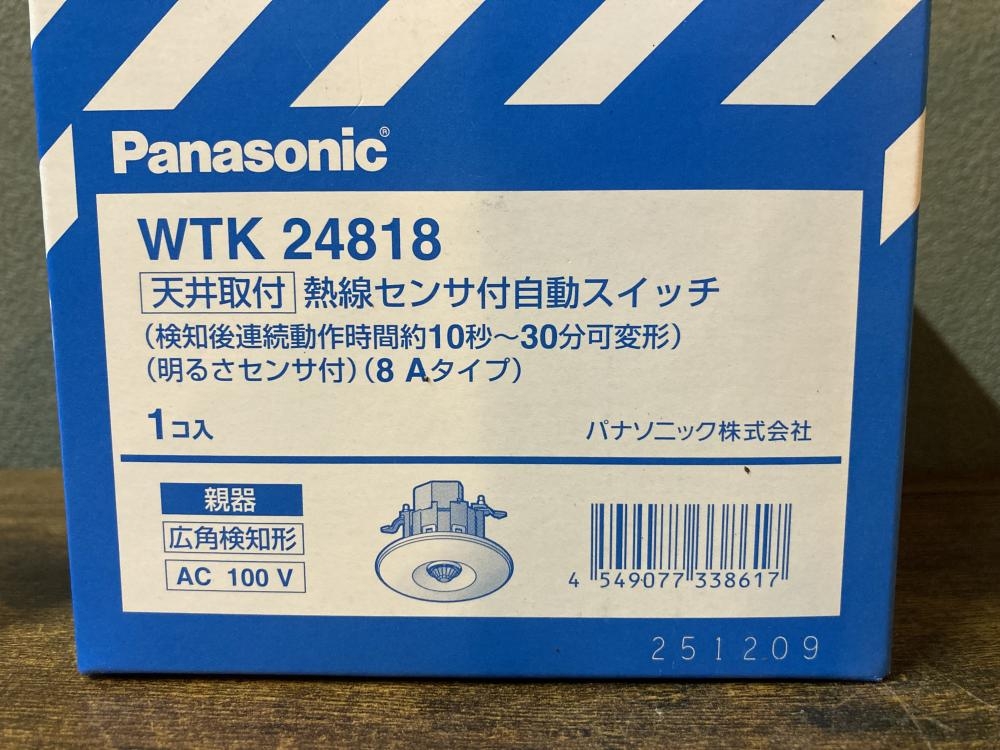 Panasonic®
WTK 24818
天井取付 熱線センサ付自動スイッチ
(検知後連続動作時間約10秒～30分可変形)
(明るさセンサ付)(8 Aタイプ)
1コ入
パナソニック株式会社
親器
広角検知形
AC 100 V
4 549077 338617
251209